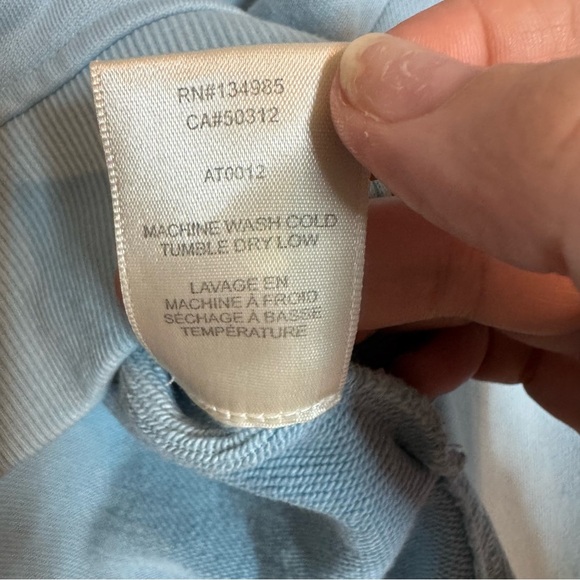 RN#134985
CA#50312
AT0012
MACHINE WASH COLD
TUMBLE DRY LOW
LAVAGE EN
MACHINE À FROID
SÉCHAGE À BASSE
TEMPÉRATURE